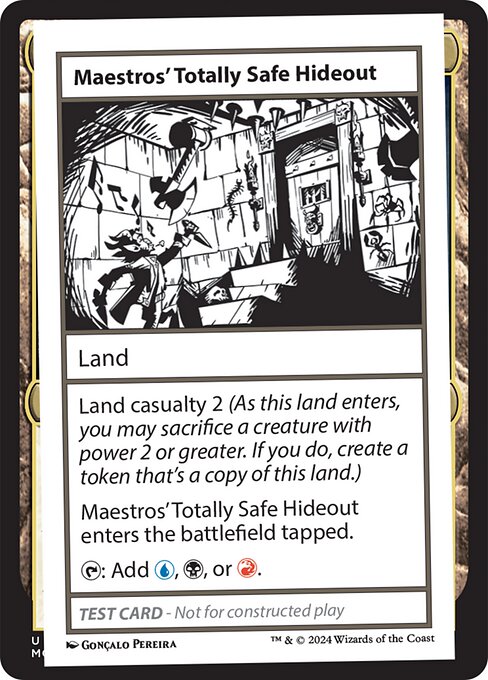 Maestros' Totally Safe Hideout
Land
Land casualty 2 (As this land enters,
you may sacrifice a creature with
power 2 or greater. If you do, create a
token that's a copy of this land.)
Maestros' Totally Safe Hideout
enters the battlefield tapped.
: Add , , or .
TEST CARD - Not for constructed play
GONÇALO PEREIRA
™ & © 2024 Wizards of the Coast